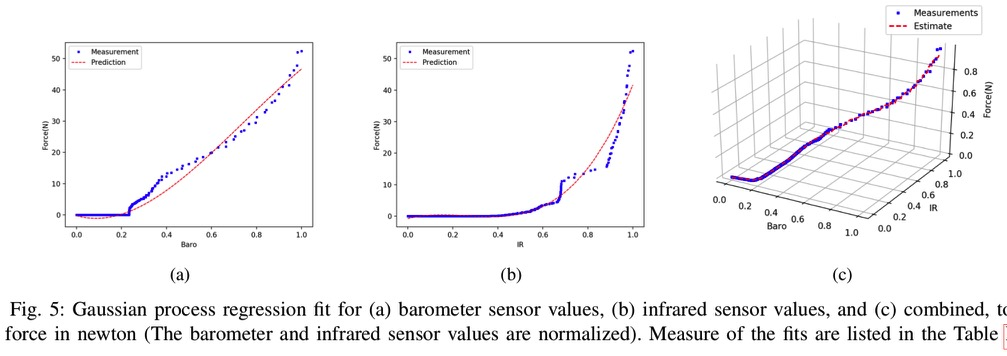 Measurement
Prediction
50
40
30
20
10
0
Force(N)
0.0 0.2 0.4 0.6 0.8 1.0
Baro
(a)
Measurement
Prediction
50
40
30
20
10
0
Force(N)
0.0 0.2 0.4 0.6 0.8 1.0
IR
(b)
Measurements
Estimate
0.8
0.6
0.4
0.2
0.0
Force(N)
1.0
0.8
0.6
0.4
0.2
0.0
IR
0.0 0.2 0.4 0.6 0.8 1.0
Baro
(c)
Fig. 5: Gaussian process regression fit for (a) barometer sensor values, (b) infrared sensor values, and (c) combined, to
force in newton (The barometer and infrared sensor values are normalized). Measure of the fits are listed in the Table